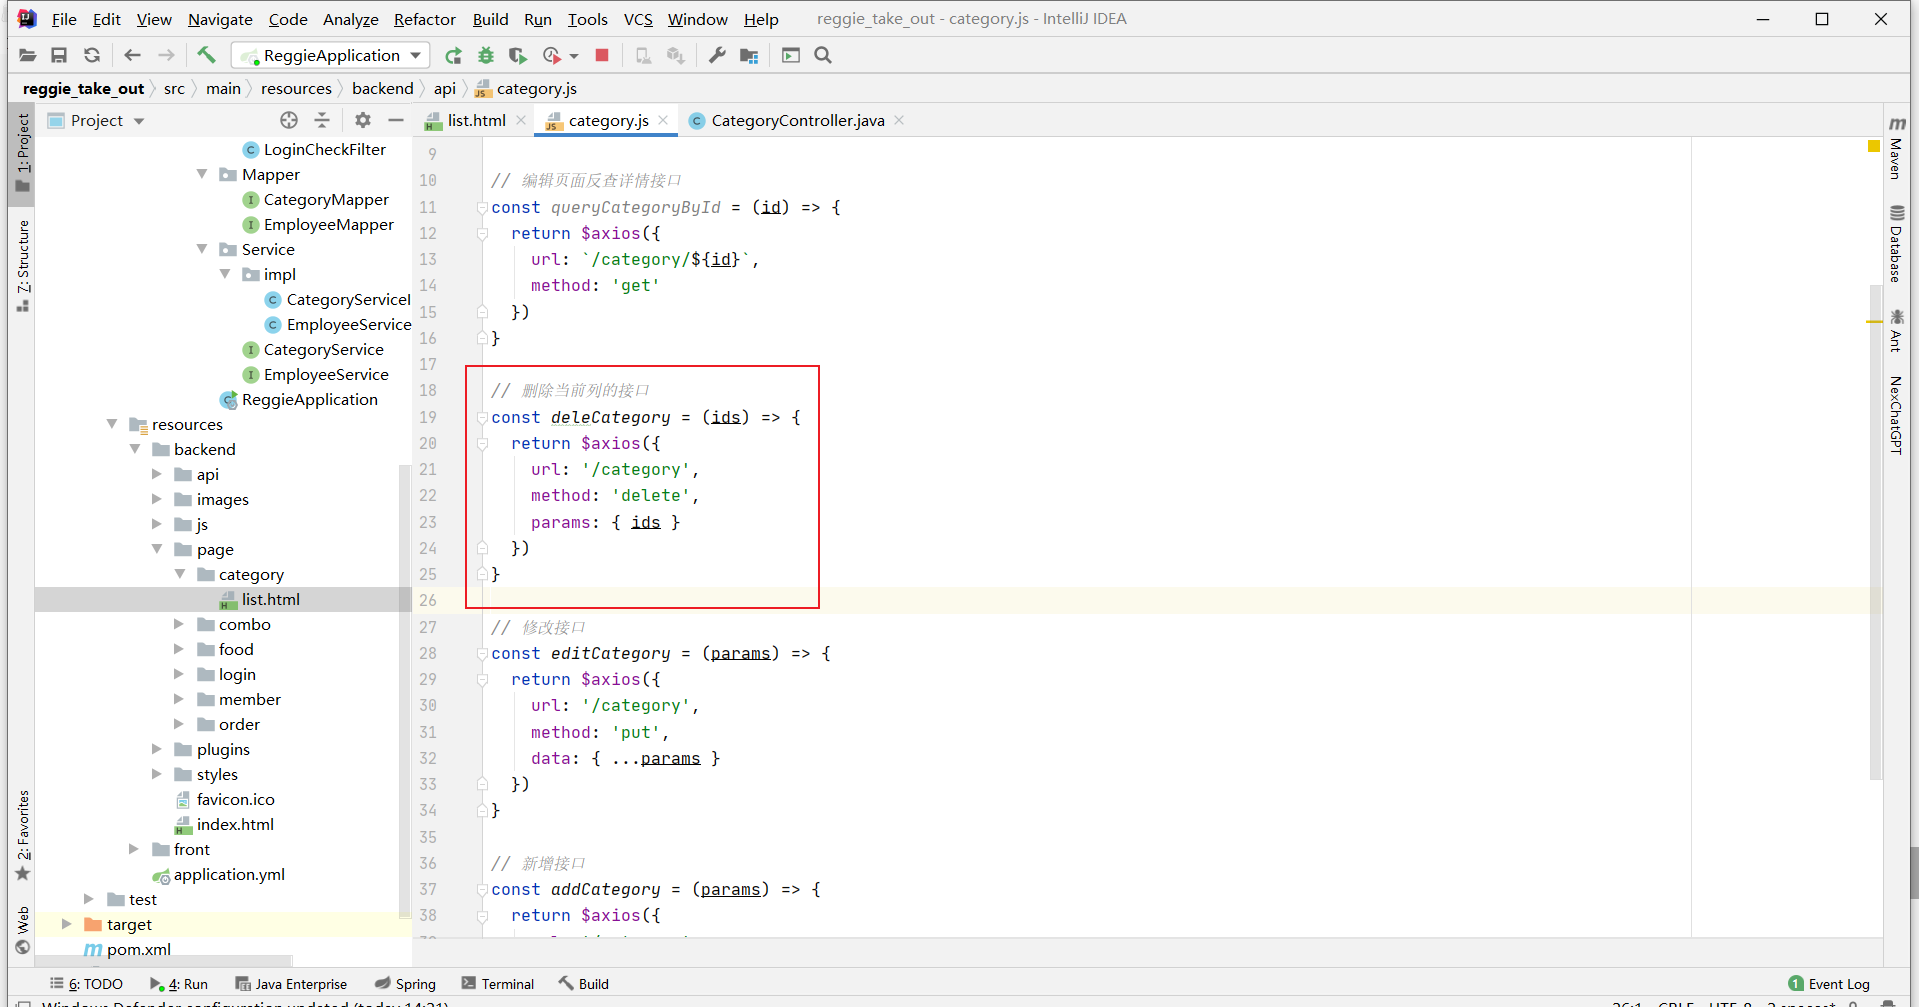 File Edit View Navigate Code Analyze Refactor Build Run Tools VCS Window Help reggie_take_out - category.js - IntelliJ IDEA
ReggieApplication
reggie_take_out src main resources backend api category.js
Project
list.html category.js CategoryController.java
1: Project
7: Structure
2: Favorites
Web
LoginCheckFilter
Mapper
CategoryMapper
EmployeeMapper
Service
impl
CategoryServiceI
EmployeeService
CategoryService
EmployeeService
ReggieApplication
resources
backend
api
images
js
page
category
list.html
combo
food
login
member
order
plugins
styles
favicon.ico
index.html
front
application.yml
test
target
pom.xml
9
10 // 编辑页面反查详情接口
11 const queryCategoryById = (id) => {
12 return $axios({
13 url: `/category/${id}`,
14 method: 'get'
15 })
16 }
17
18 // 删除当前列的接口
19 const deleCategory = (ids) => {
20 return $axios({
21 url: '/category',
22 method: 'delete',
23 params: { ids }
24 })
25 }
26
27 // 修改接口
28 const editCategory = (params) => {
29 return $axios({
30 url: '/category',
31 method: 'put',
32 data: { ...params }
33 })
34 }
35
36 // 新增接口
37 const addCategory = (params) => {
38 return $axios({
Maven
Database
Ant
NexChatGPT
6: TODO 4: Run Java Enterprise Spring Terminal Build 1 Event Log